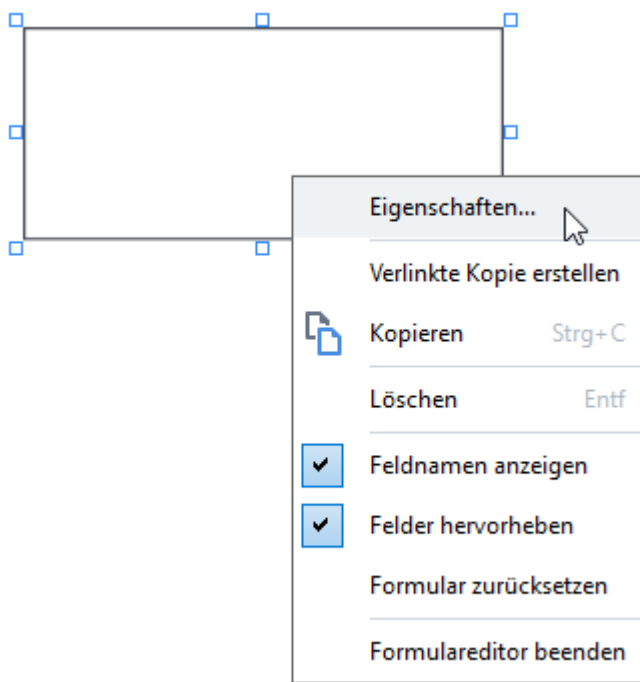 Eigenschaften...
Verlinkte Kopie erstellen
Kopieren Strg+C
Löschen Entf
Feldnamen anzeigen
Felder hervorheben
Formular zurücksetzen
Formulareditor beenden